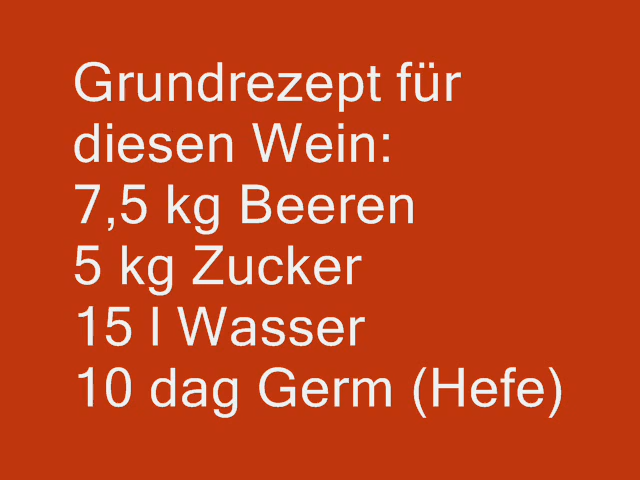 Grundrezept für
diesen Wein:
7,5 kg Beeren
5 kg Zucker
15 l Wasser
10 dag Germ (Hefe)